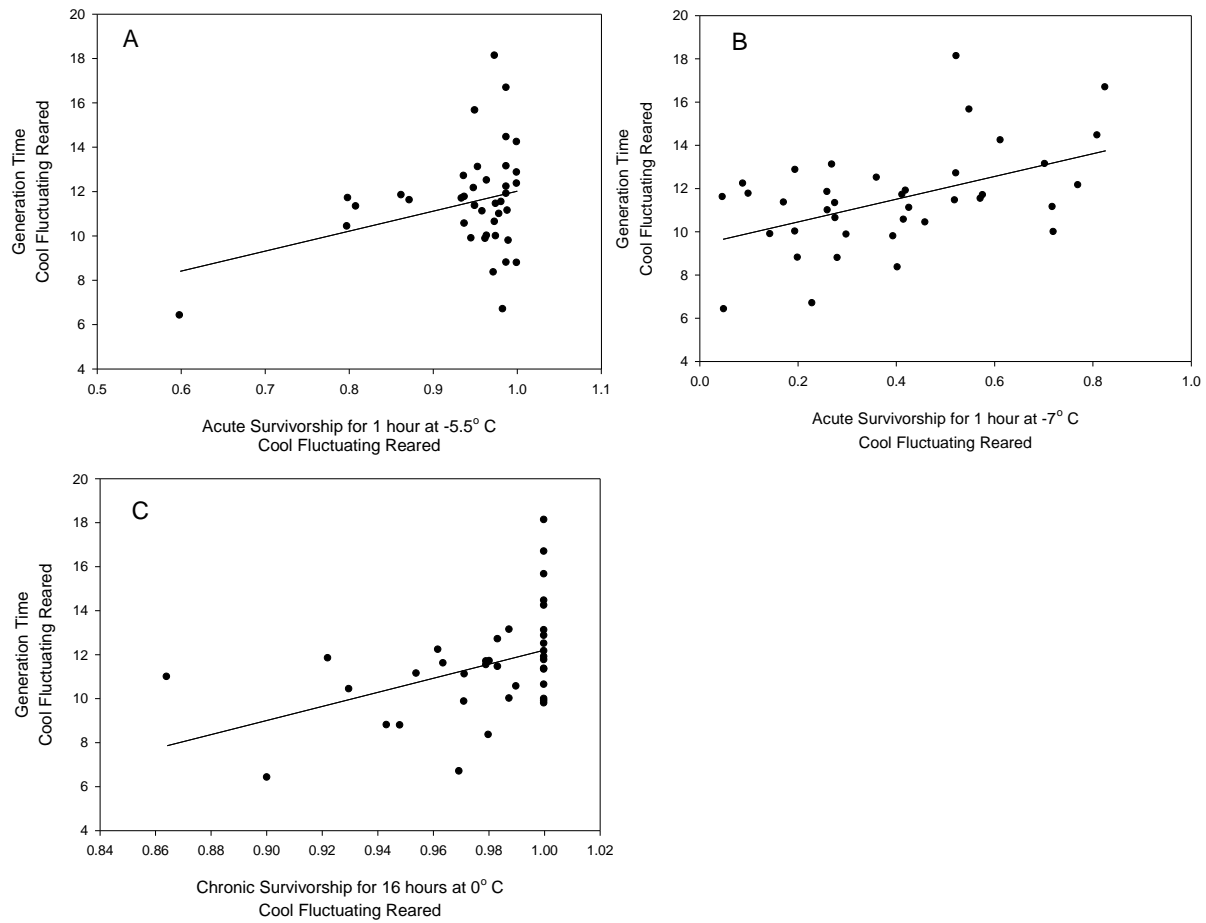 A
Generation Time
Cool Fluctuating Reared
20
18
16
14
12
10
8
6
4
0.5 0.6 0.7 0.8 0.9 1.0 1.1
Acute Survivorship for 1 hour at -5.5° C
Cool Fluctuating Reared
B
Generation Time
Cool Fluctuating Reared
20
18
16
14
12
10
8
6
4
0.0 0.2 0.4 0.6 0.8 1.0
Acute Survivorship for 1 hour at -7° C
Cool Fluctuating Reared
C
Generation Time
Cool Fluctuating Reared
20
18
16
14
12
10
8
6
4
0.84 0.86 0.88 0.90 0.92 0.94 0.96 0.98 1.00 1.02
Chronic Survivorship for 16 hours at 0° C
Cool Fluctuating Reared